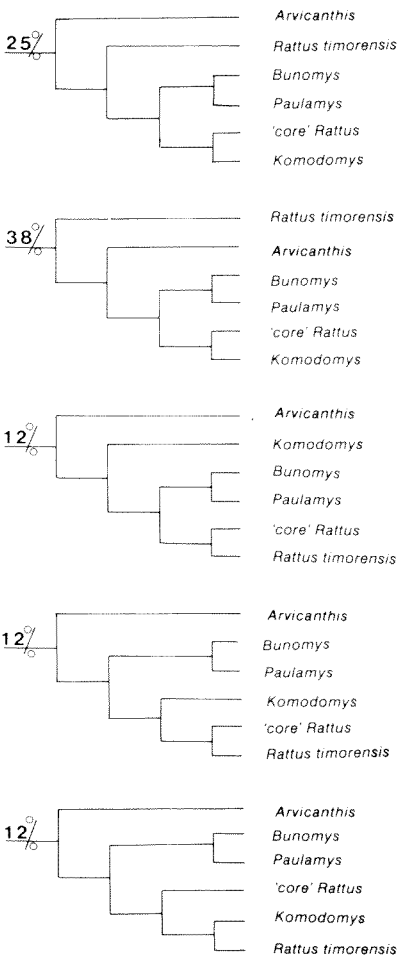 25%
Arvicanthis
Rattus timorensis
Bunomys
Paulamys
'core' Rattus
Komodomys
38%
Rattus timorensis
Arvicanthis
Bunomys
Paulamys
'core' Rattus
Komodomys
12%
Arvicanthis
Komodomys
Bunomys
Paulamys
'core' Rattus
Rattus timorensis
12%
Arvicanthis
Bunomys
Paulamys
Komodomys
'core' Rattus
Rattus timorensis
12%
Arvicanthis
Bunomys
Paulamys
'core' Rattus
Komodomys
Rattus timorensis